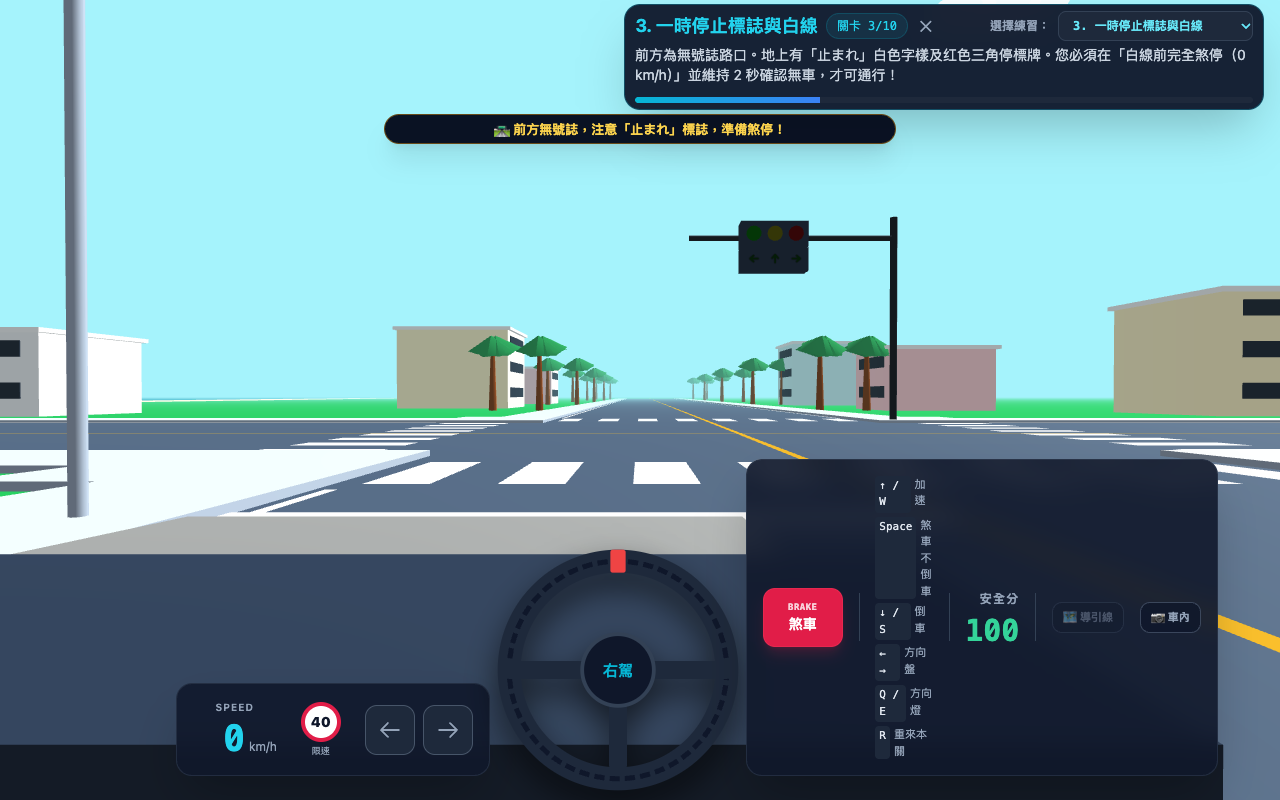 3. 一時停止標誌與白線
關卡 3/10
選擇練習：
3. 一時停止標誌與白線
前方為無號誌路口。地上有「止まれ」白色字樣及红色三角停標牌。您必須在「白線前完全煞停（0
km/h）」並維持 2 秒確認無車，才可通行！
前方無號誌，注意「止まれ」標誌，準備煞停！
↑ /
W
加
速
Space
煞
車
不
倒
車
↓ /
S
倒
車
←
→
方向
盤
Q /
E
方向
燈
R
重來本
關
BRAKE
煞車
安全分
100
導引線
車內
右駕
SPEED
0 km/h
40
限速
← →